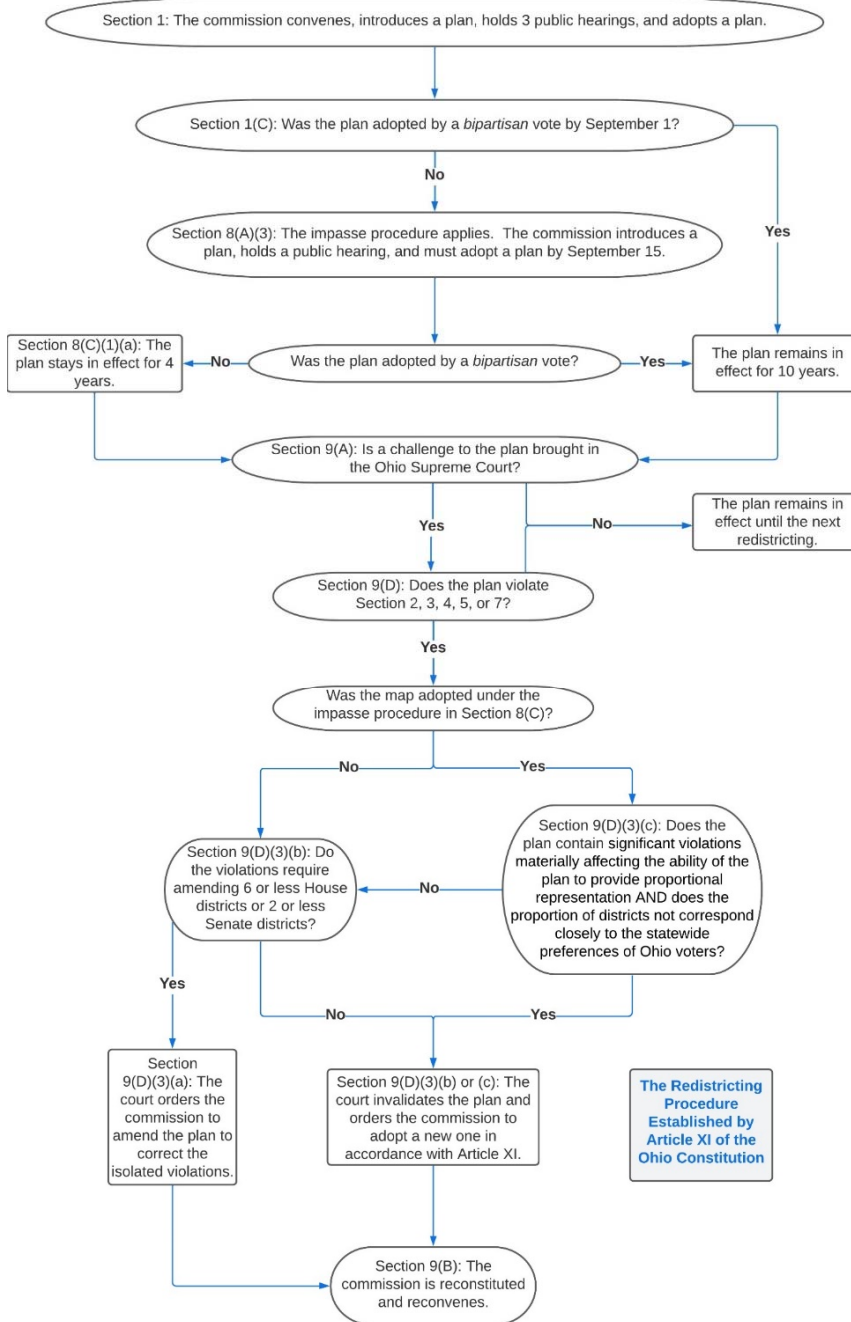 Section 1: The commission convenes, introduces a plan, holds 3 public hearings, and adopts a plan.
Section 1(C): Was the plan adopted by a bipartisan vote by September 1?
No
Yes
Section 8(A)(3): The impasse procedure applies. The commission introduces a
plan, holds a public hearing, and must adopt a plan by September 15.
Section 8(C)(1)(a): The
plan stays in effect for 4
years.
No
Was the plan adopted by a bipartisan vote?
Yes
The plan remains in
effect for 10 years.
Section 9(A): Is a challenge to the plan brought in
the Ohio Supreme Court?
Yes
No
The plan remains in
effect until the next
redistricting.
Section 9(D): Does the plan violate
Section 2, 3, 4, 5, or 7?
Yes
Was the map adopted under the
impasse procedure in Section 8(C)?
No
Yes
Section 9(D)(3)(b): Do
the violations require
amending 6 or less House
districts or 2 or less
Senate districts?
No
Section 9(D)(3)(c): Does the
plan contain significant violations
materially affecting the ability of the
plan to provide proportional
representation AND does the
proportion of districts not correspond
closely to the statewide
preferences of Ohio voters?
Yes
No
Yes
Section
9(D)(3)(a): The
court orders the
commission to
amend the plan to
correct the
isolated violations.
Section 9(D)(3)(b) or (c): The
court invalidates the plan and
orders the commission to
adopt a new one in
accordance with Article XI.
The Redistricting
Procedure
Established by
Article XI of the
Ohio Constitution
Section 9(B): The
commission is reconstituted
and reconvenes.